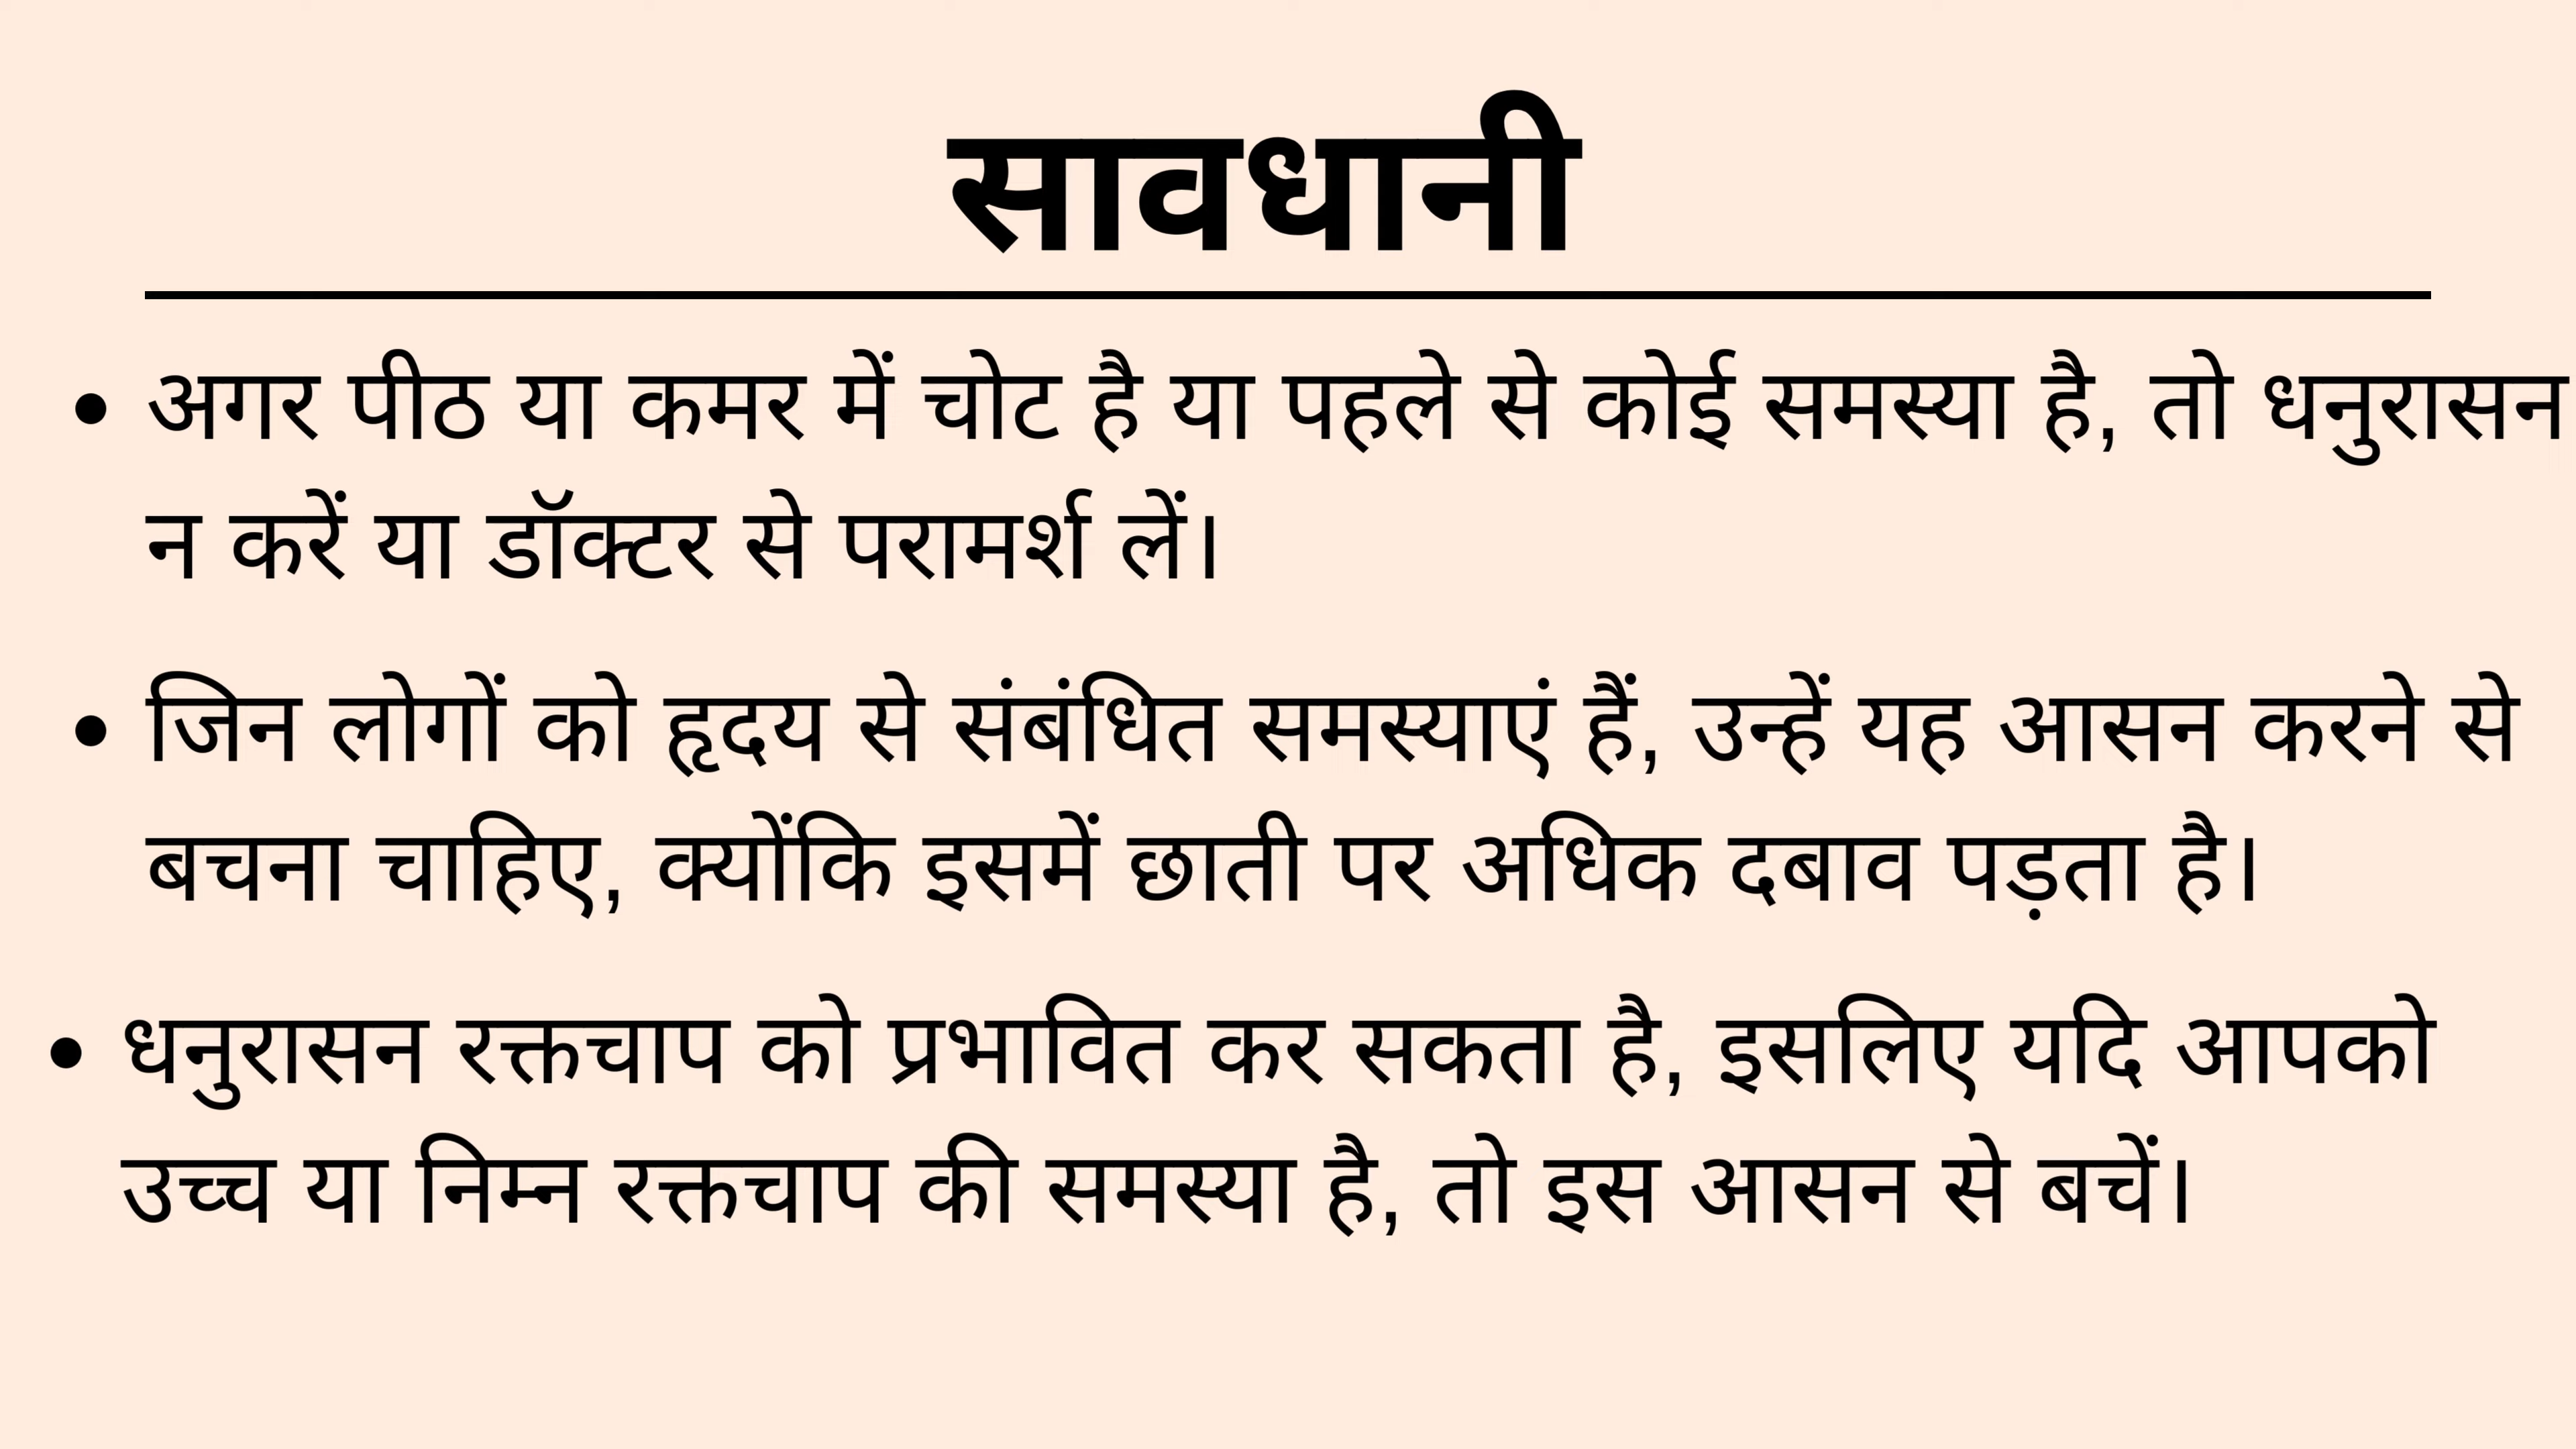 सावधानी
• अगर पीठ या कमर में चोट है या पहले से कोई समस्या है, तो धनुरासन
न करें या डॉक्टर से परामर्श लें।
• जिन लोगों को हृदय से संबंधित समस्याएं हैं, उन्हें यह आसन करने से
बचना चाहिए, क्योंकि इसमें छाती पर अधिक दबाव पड़ता है।
• धनुरासन रक्तचाप को प्रभावित कर सकता है, इसलिए यदि आपको
उच्च या निम्न रक्तचाप की समस्या है, तो इस आसन से बचें।